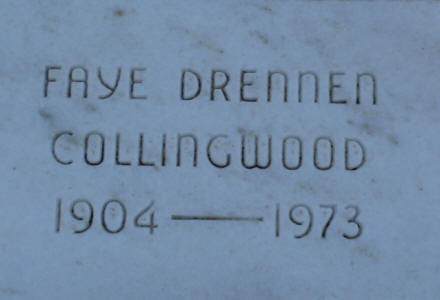 FAYE DRENNEN
COLLINGWOOD
1904 — 1973